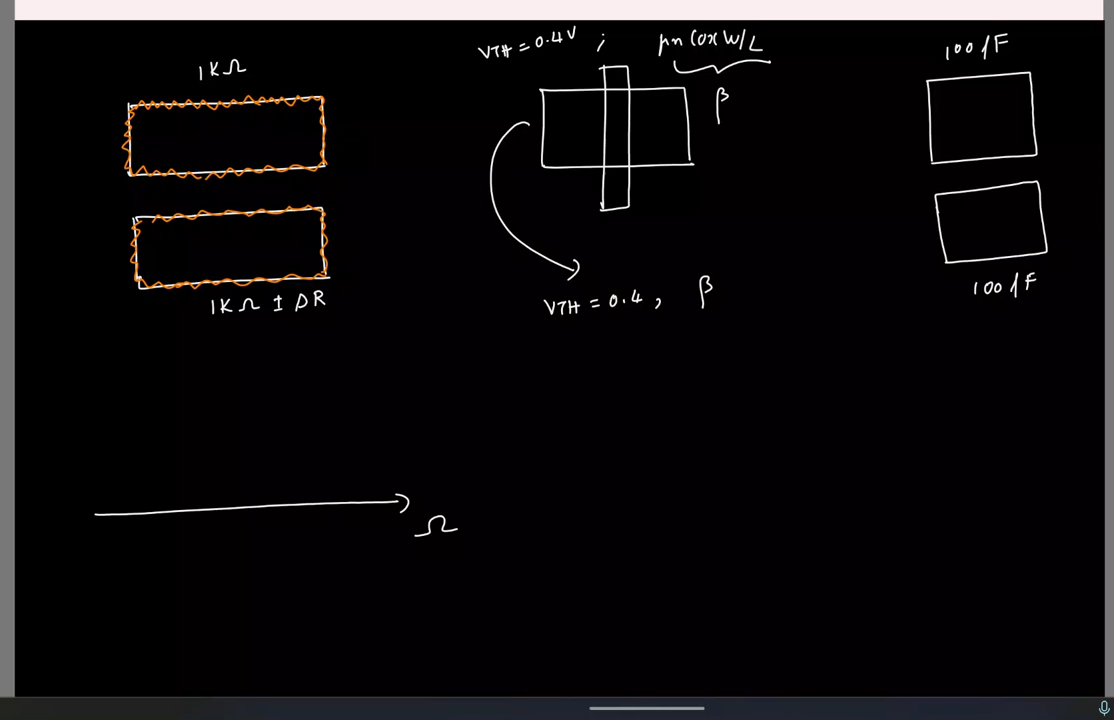 1KΩ
VTH = 0.4V ; μn Cox W/L
β
100fF
1KΩ ± ΔR
VTH = 0.4, β
100fF
Ω